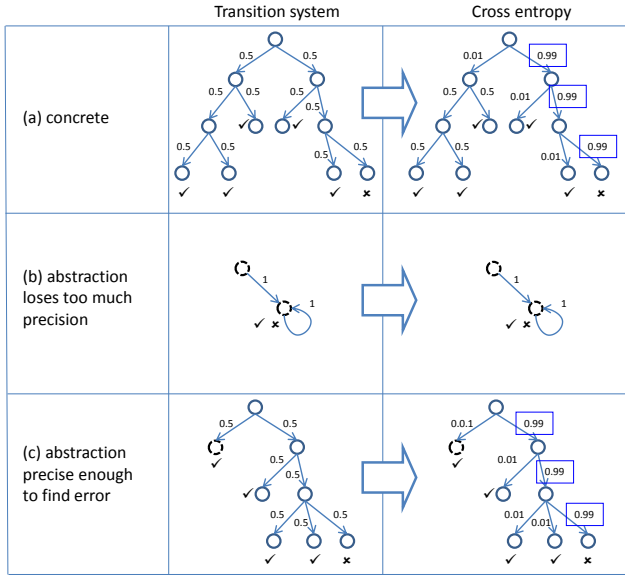 Transition system
Cross entropy
(a) concrete
0.5 0.5
0.5 0.5 0.5 0.5
✓ ✓
0.5 0.5 0.5 0.5
✓ ✓ ✓ ×
0.01 0.99
0.5 0.5 0.01 0.99
✓ ✓
0.5 0.5 0.01 0.99
✓ ✓ ✓ ×
(b) abstraction
loses too much
precision
1
1
✓ ×
1
1
✓ ×
(c) abstraction
precise enough
to find error
0.5 0.5
✓ 0.5 0.5
✓
0.5 0.5 0.5
✓ ✓ ×
0.0.1 0.99
✓ 0.01 0.99
✓
0.01 0.01 0.99
✓ ✓ ×